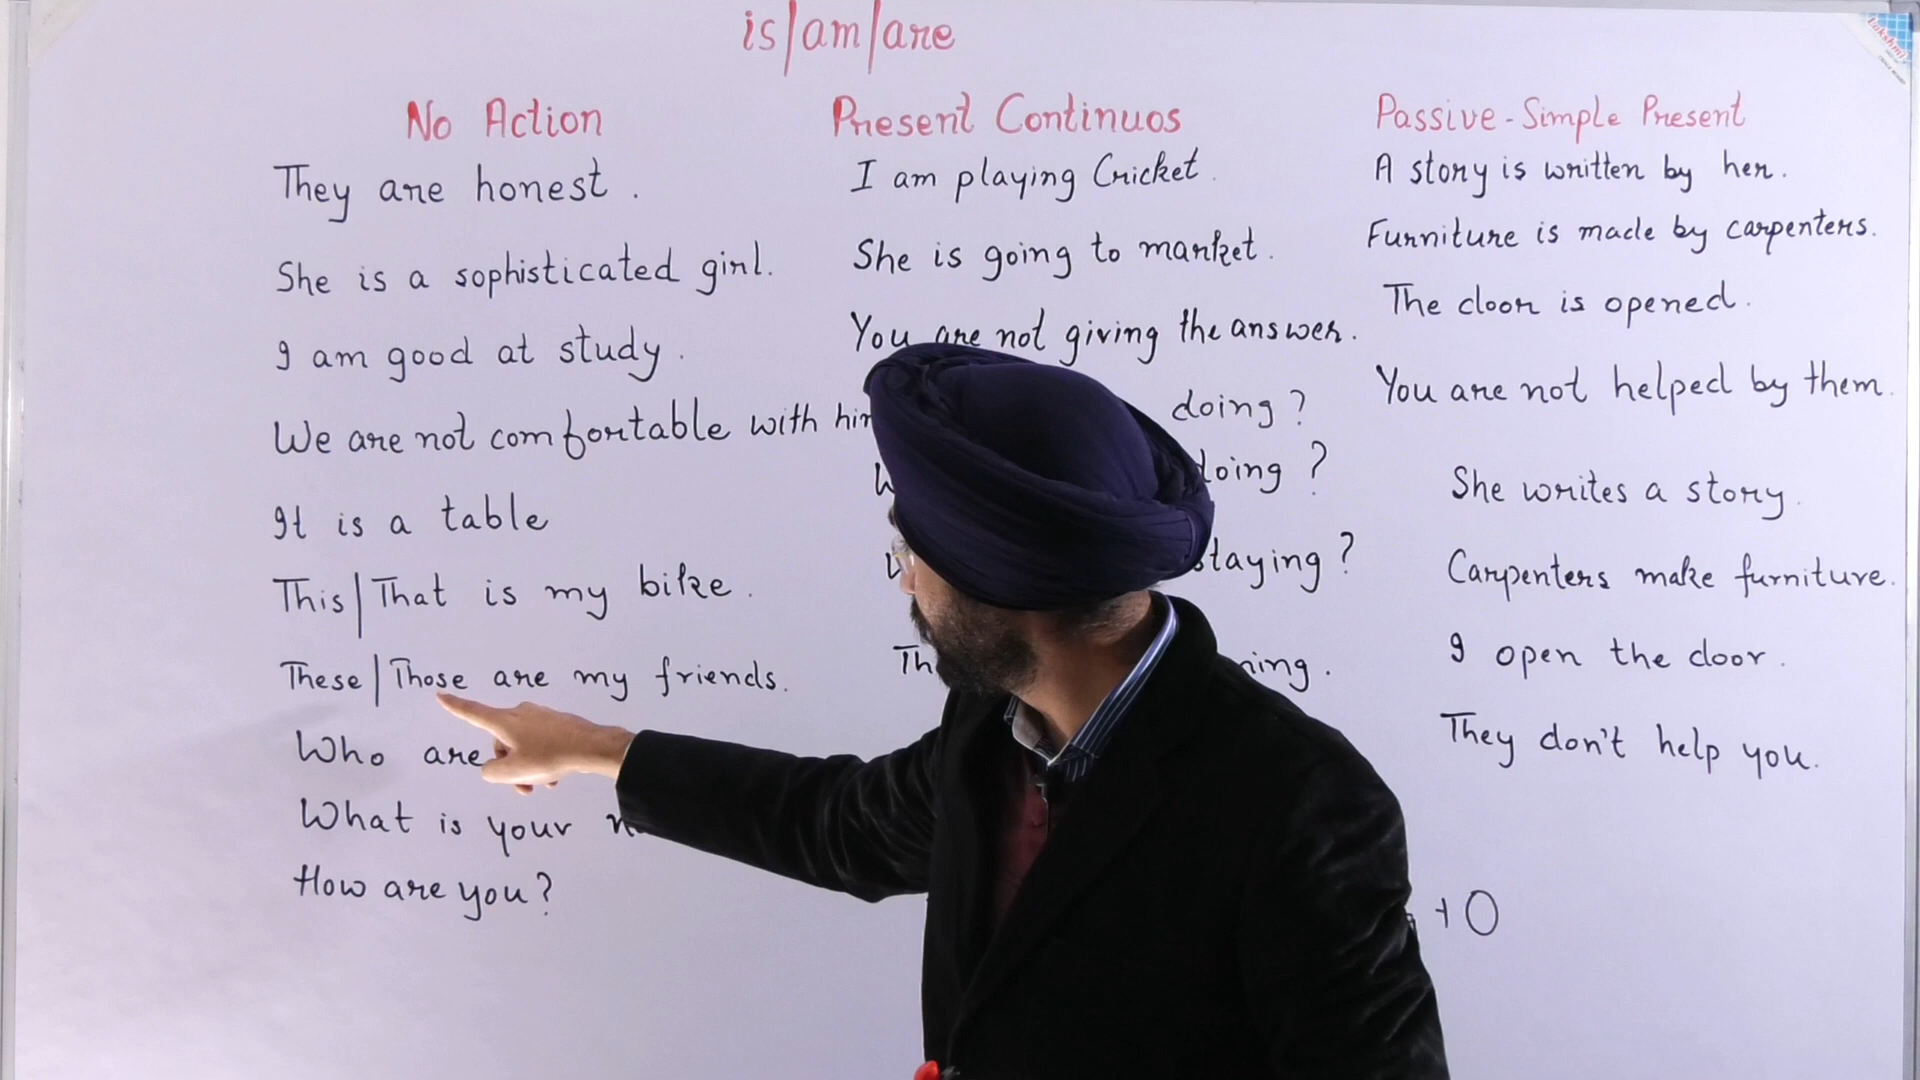 is/am/are
No Action
They are honest.
She is a sophisticated girl.
I am good at study.
We are not comfortable with
It is a table
This/That is my bike.
These/Those are my friends.
Who are
What is your
How are you?
Present Continuos
I am playing Cricket.
She is going to market.
You are not giving the answer.
doing?
doing?
staying?
Passive-Simple Present
A story is written by her.
Furniture is made by carpenters.
The door is opened.
You are not helped by them.
She writes a story.
Carpenters make furniture.
I open the door.
They don't help you.
+O
Lakshmi